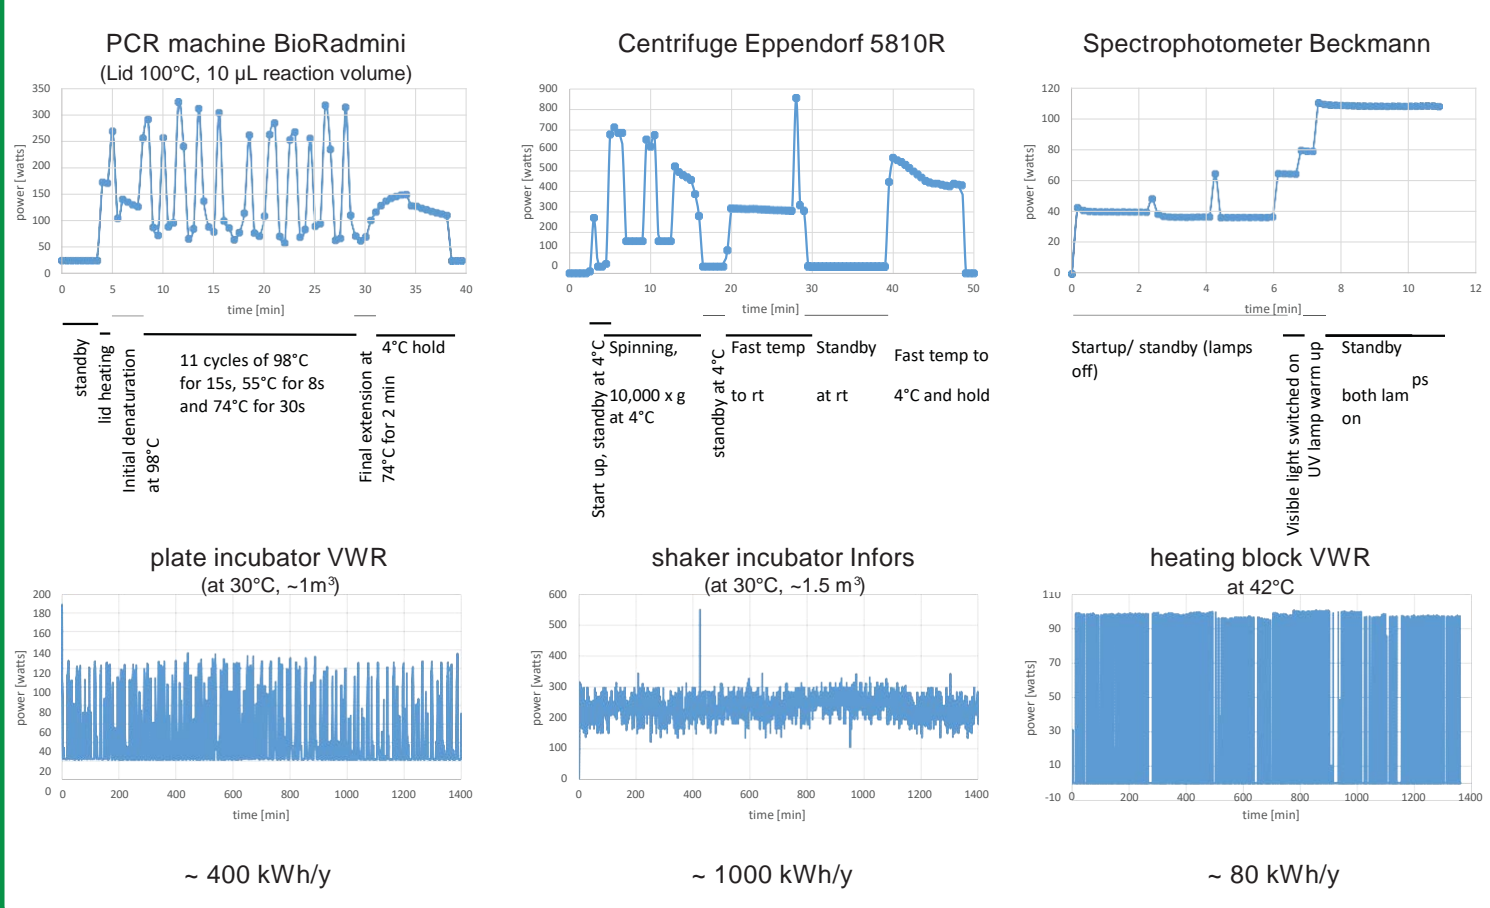 PCR machine BioRadmini
(Lid 100°C, 10 µL reaction volume)
350
300
250
200
150
100
50
0
power [watts]
0 5 10 15 20 25 30 35 40
time [min]
standby
lid heating
Initial denaturation
at 98°C
11 cycles of 98°C
for 15s, 55°C for 8s
and 74°C for 30s
Final extension at
74°C for 2 min
4°C hold
Centrifuge Eppendorf 5810R
900
800
700
600
500
400
300
200
100
0
power [watts]
0 10 20 30 40 50
time [min]
Start up, standby at 4°C
Spinning,
10,000 x g
at 4°C
standby at 4°C
Fast temp
to rt
Standby
at rt
Fast temp to
4°C and hold
Spectrophotometer Beckmann
120
100
80
60
40
20
0
power [watts]
0 2 4 6 8 10 12
time [min]
Startup/ standby (lamps
off)
Visible light switched on
UV lamp warm up
Standby
both lam ps
on
plate incubator VWR
(at 30°C, ~1m³)
200
180
160
140
120
100
80
60
40
20
0
power [watts]
0 200 400 600 800 1000 1200 1400
time [min]
~ 400 kWh/y
shaker incubator Infors
(at 30°C, ~1.5 m³)
600
500
400
300
200
100
0
power [watts]
0 200 400 600 800 1000 1200 1400
time [min]
~ 1000 kWh/y
heating block VWR
at 42°C
110
90
70
50
30
10
-10
power [watts]
0 200 400 600 800 1000 1200 1400
time [min]
~ 80 kWh/y